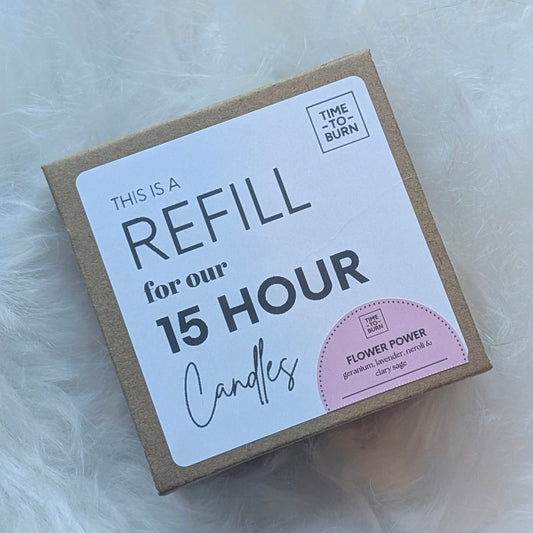 TIME
-TO-
BURN
THIS IS A
REFILL
for our
15 HOUR
Candles
TIME
-TO-
BURN
FLOWER POWER
geranium, lavender, neroli &
clary sage